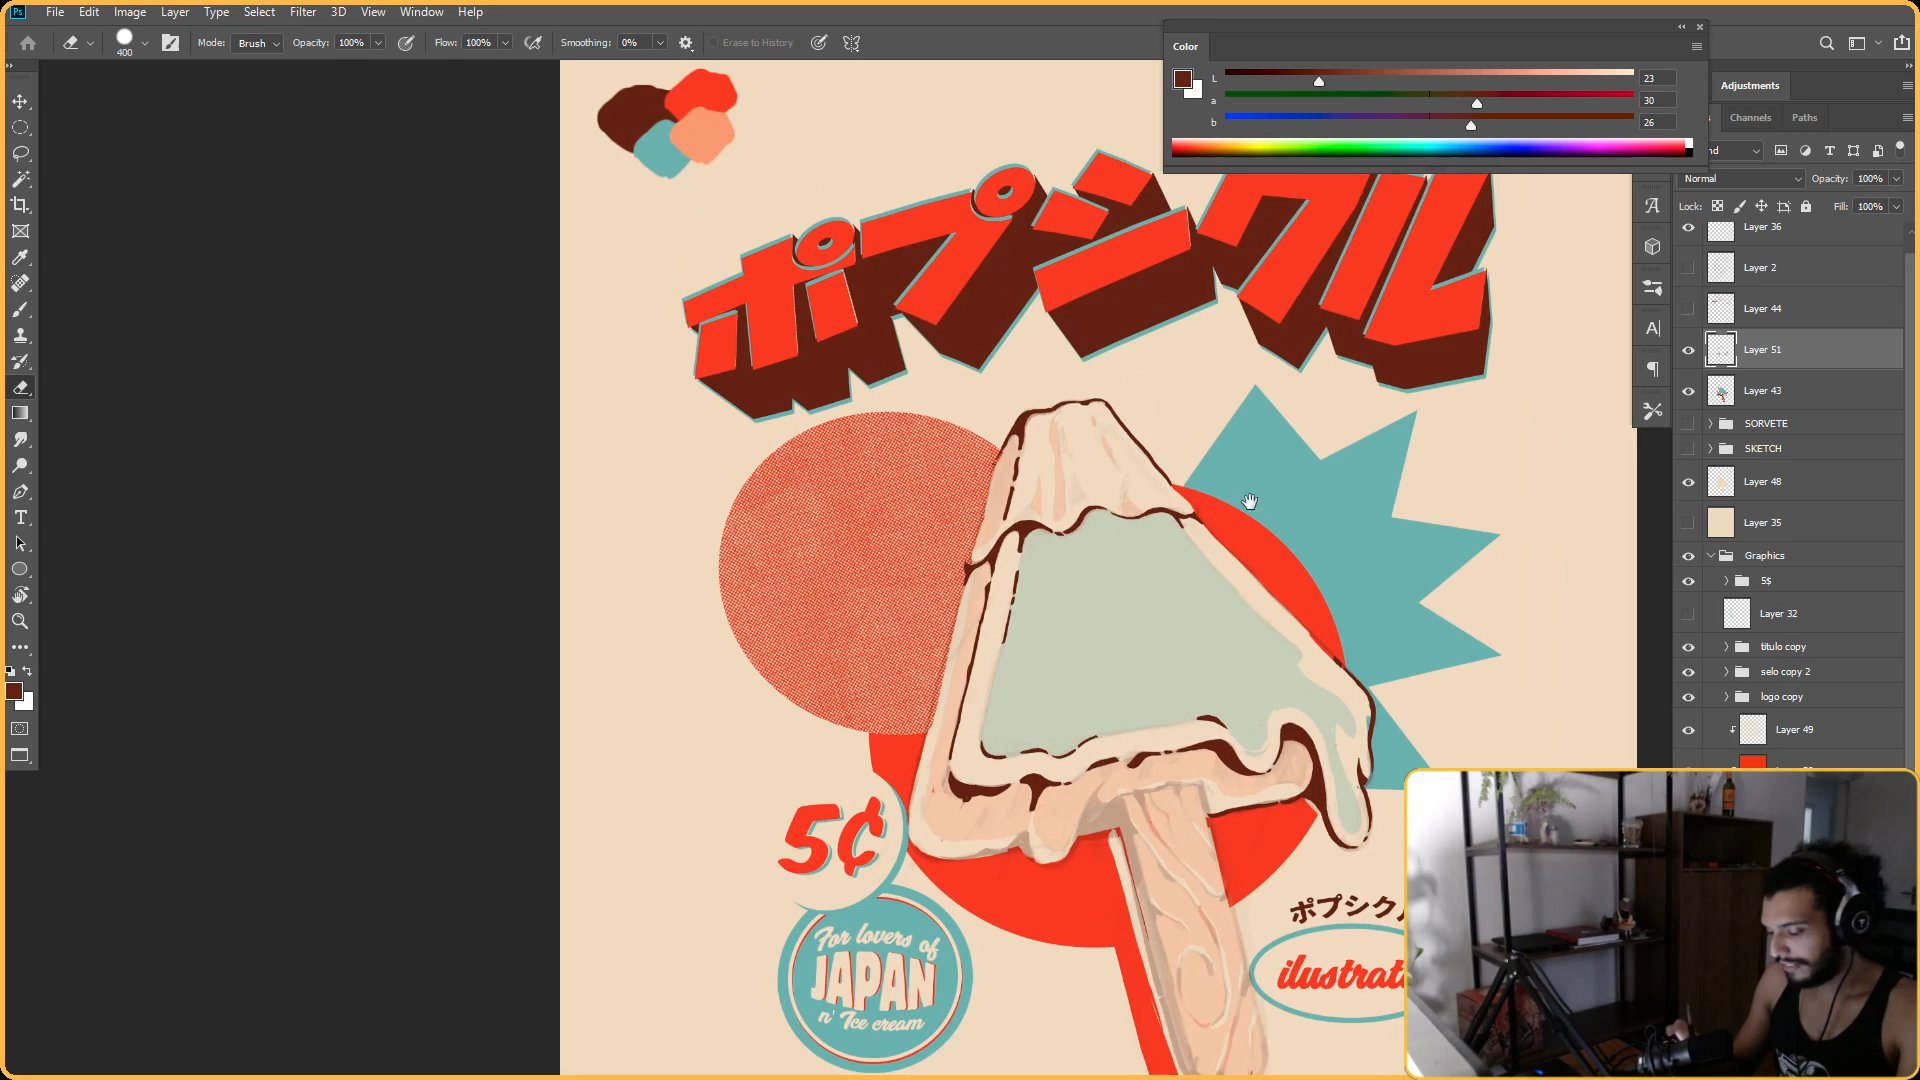 Ps File Edit Image Layer Type Select Filter 3D View Window Help
400 Mode: Brush Opacity: 100% Flow: 100% Smoothing: 0% Erase to History
Color
L 23
a 30
b 26
Adjustments
Channels Paths
Normal Opacity: 100%
Lock: Fill: 100%
Layer 36
Layer 2
Layer 44
Layer 51
Layer 43
SORVETE
SKETCH
Layer 48
Layer 35
Graphics
5$
Layer 32
titulo copy
selo copy 2
logo copy
Layer 49
ポプシクル
5¢
For lovers of
JAPAN
n' Ice cream
ポプシク
ilustrat